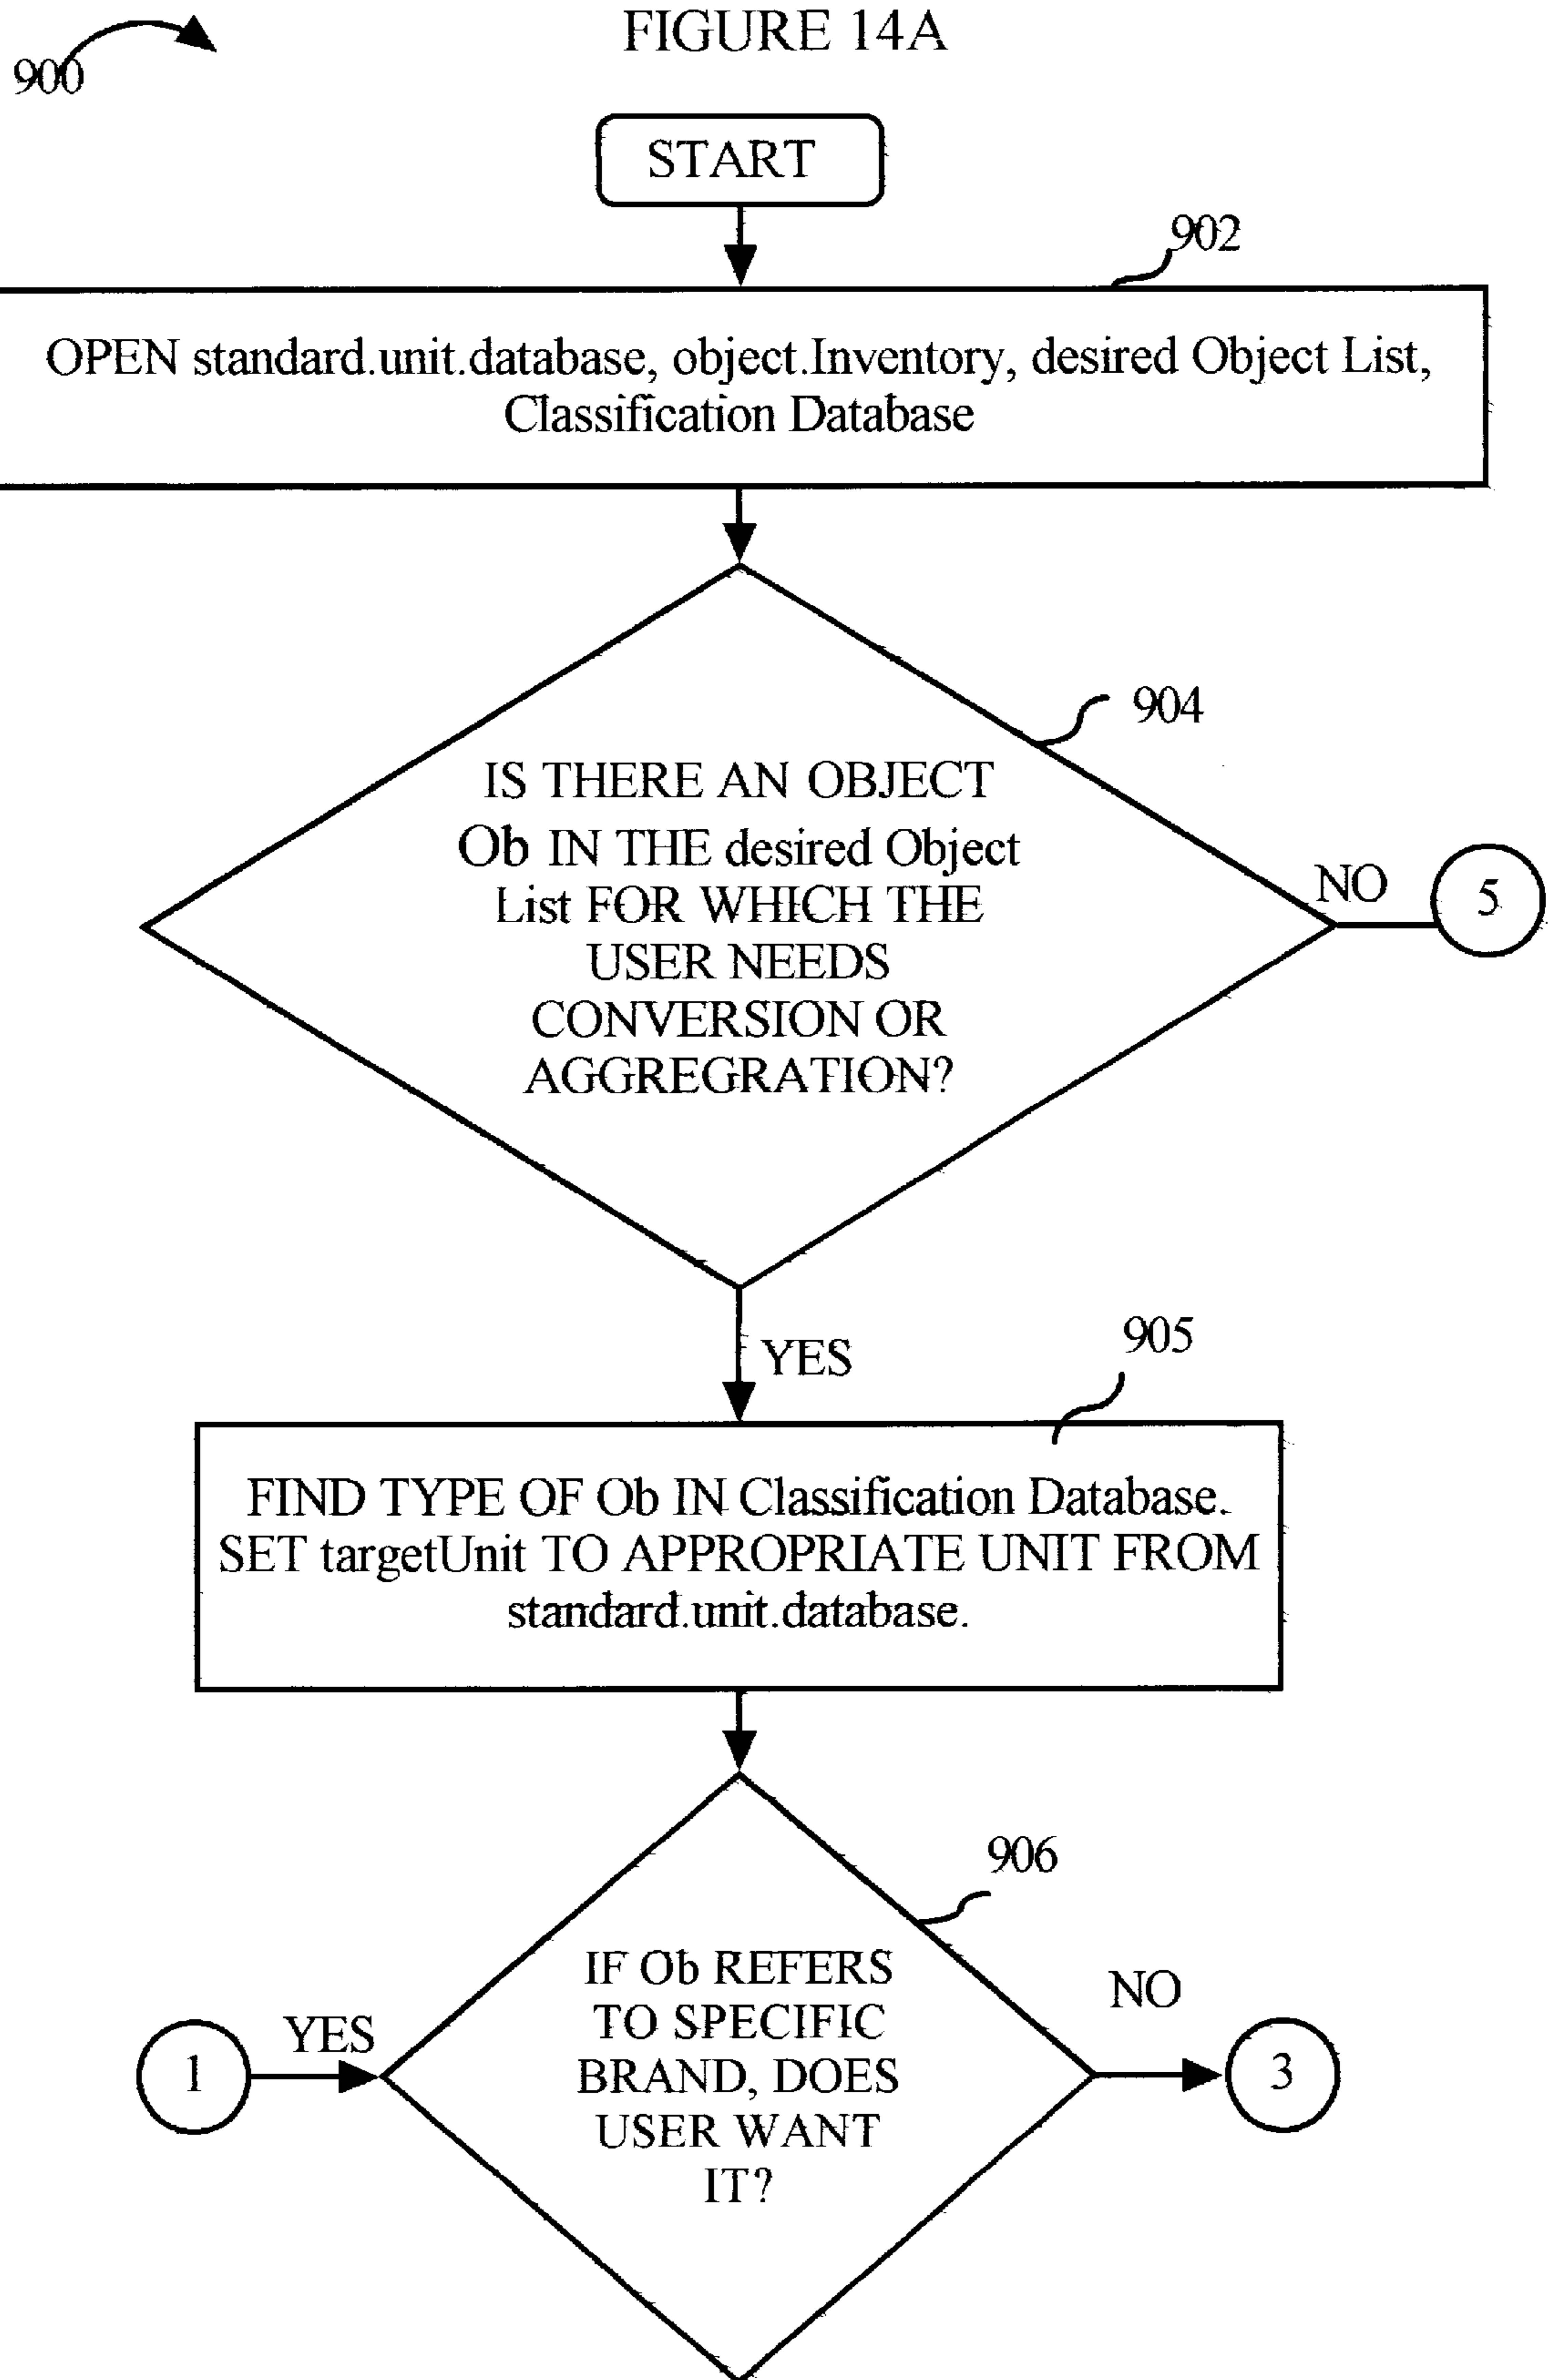 FIGURE 14A
900
START
902
OPEN standard.unit.database, object.Inventory, desired Object List,
Classification Database
904
IS THERE AN OBJECT
Ob IN THE desired Object
List FOR WHICH THE
USER NEEDS
CONVERSION OR
AGGREGRATION?
NO
5
YES
905
FIND TYPE OF Ob IN Classification Database.
SET targetUnit TO APPROPRIATE UNIT FROM
standard.unit.database.
906
IF Ob REFERS
TO SPECIFIC
BRAND, DOES
USER WANT
IT?
1
YES
NO
3